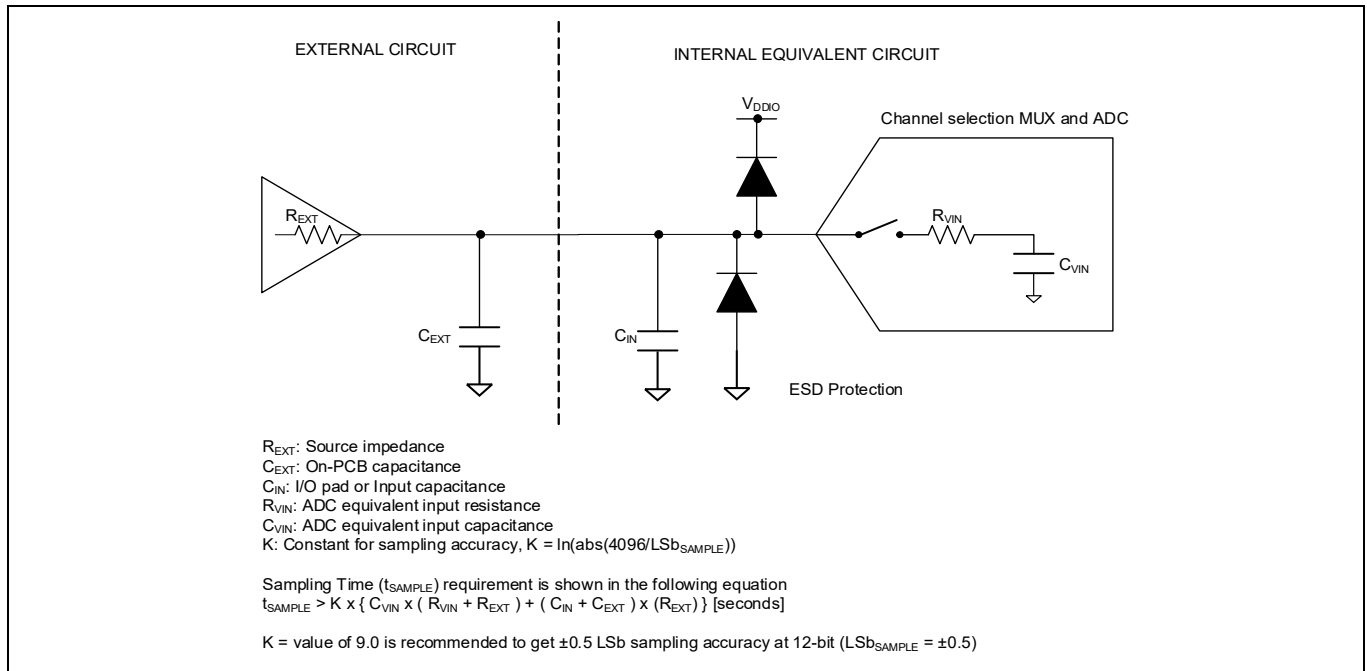 EXTERNAL CIRCUIT
INTERNAL EQUIVALENT CIRCUIT
VDDIO
Channel selection MUX and ADC
REXT
RVIN
CVIN
CEXT
CIN
ESD Protection
REXT: Source impedance
CEXT: On-PCB capacitance
CIN: I/O pad or Input capacitance
RVIN: ADC equivalent input resistance
CVIN: ADC equivalent input capacitance
K: Constant for sampling accuracy, K = ln(abs(4096/LSbSAMPLE))
Sampling Time (tSAMPLE) requirement is shown in the following equation
tSAMPLE > K x { CVIN x ( RVIN + REXT ) + ( CIN + CEXT ) x (REXT) } [seconds]
K = value of 9.0 is recommended to get ±0.5 LSb sampling accuracy at 12-bit (LSbSAMPLE = ±0.5)